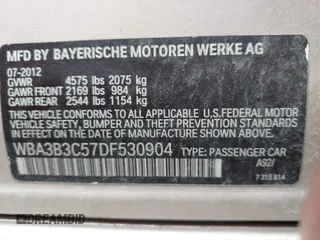 MFD BY BAYERISCHE MOTOREN WERKE AG
07-2012
GVWR 4575 lbs 2075 kg
GAWR FRONT 2169 lbs 984 kg
GAWR REAR 2544 lbs 1154 kg
THIS VEHICLE CONFORMS TO ALL APPLICABLE
U.S.FEDERAL MOTOR VEHICLE SAFETY,
BUMPER, AND THEFT PREVENTION STANDARDS
IN EFFECT ON THE DATE OF MANUFACTURE
SHOWN ABOVE.
WBA3B3C57DF530904 TYPE: PASSENGER CAR
A92/
7 315 814
AUTOBIDMD